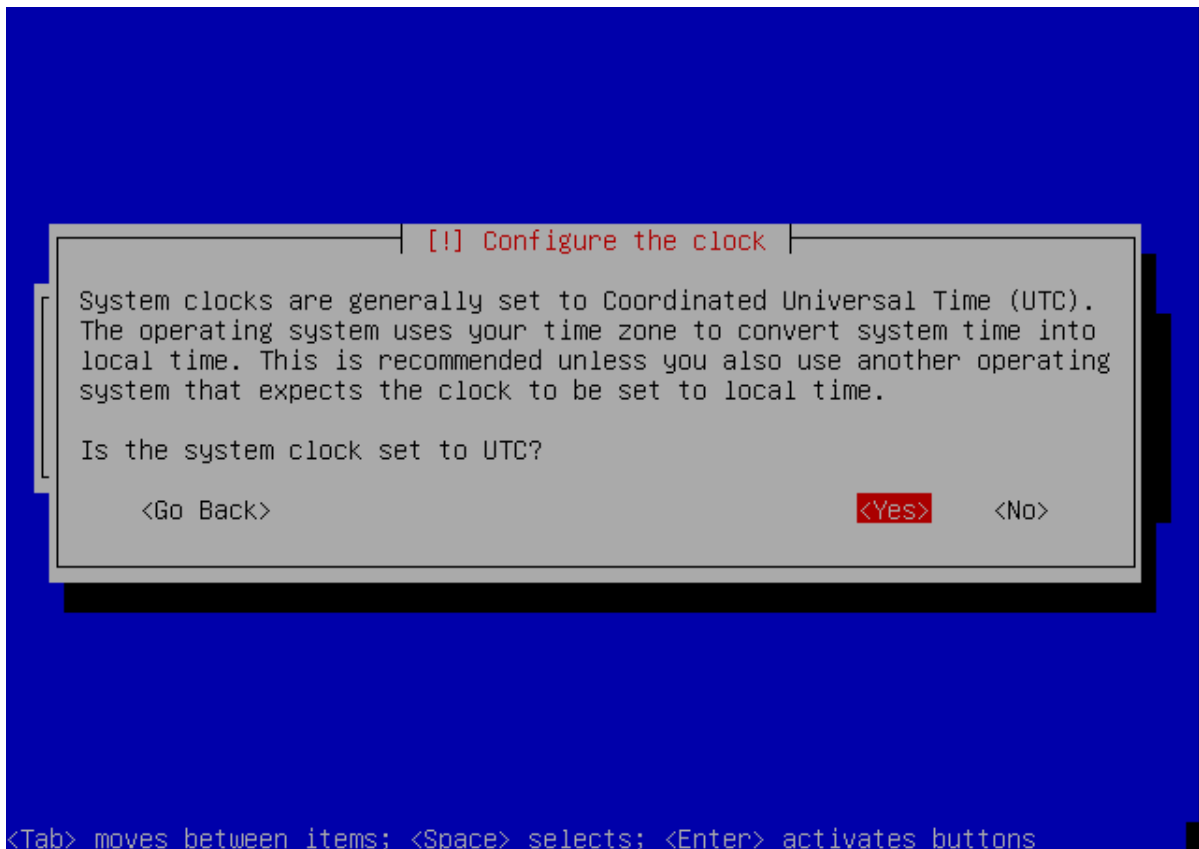 [!] Configure the clock
System clocks are generally set to Coordinated Universal Time (UTC).
The operating system uses your time zone to convert system time into
local time. This is recommended unless you also use another operating
system that expects the clock to be set to local time.
Is the system clock set to UTC?
<Go Back> <Yes> <No>
<Tab> moves between items; <Space> selects; <Enter> activates buttons